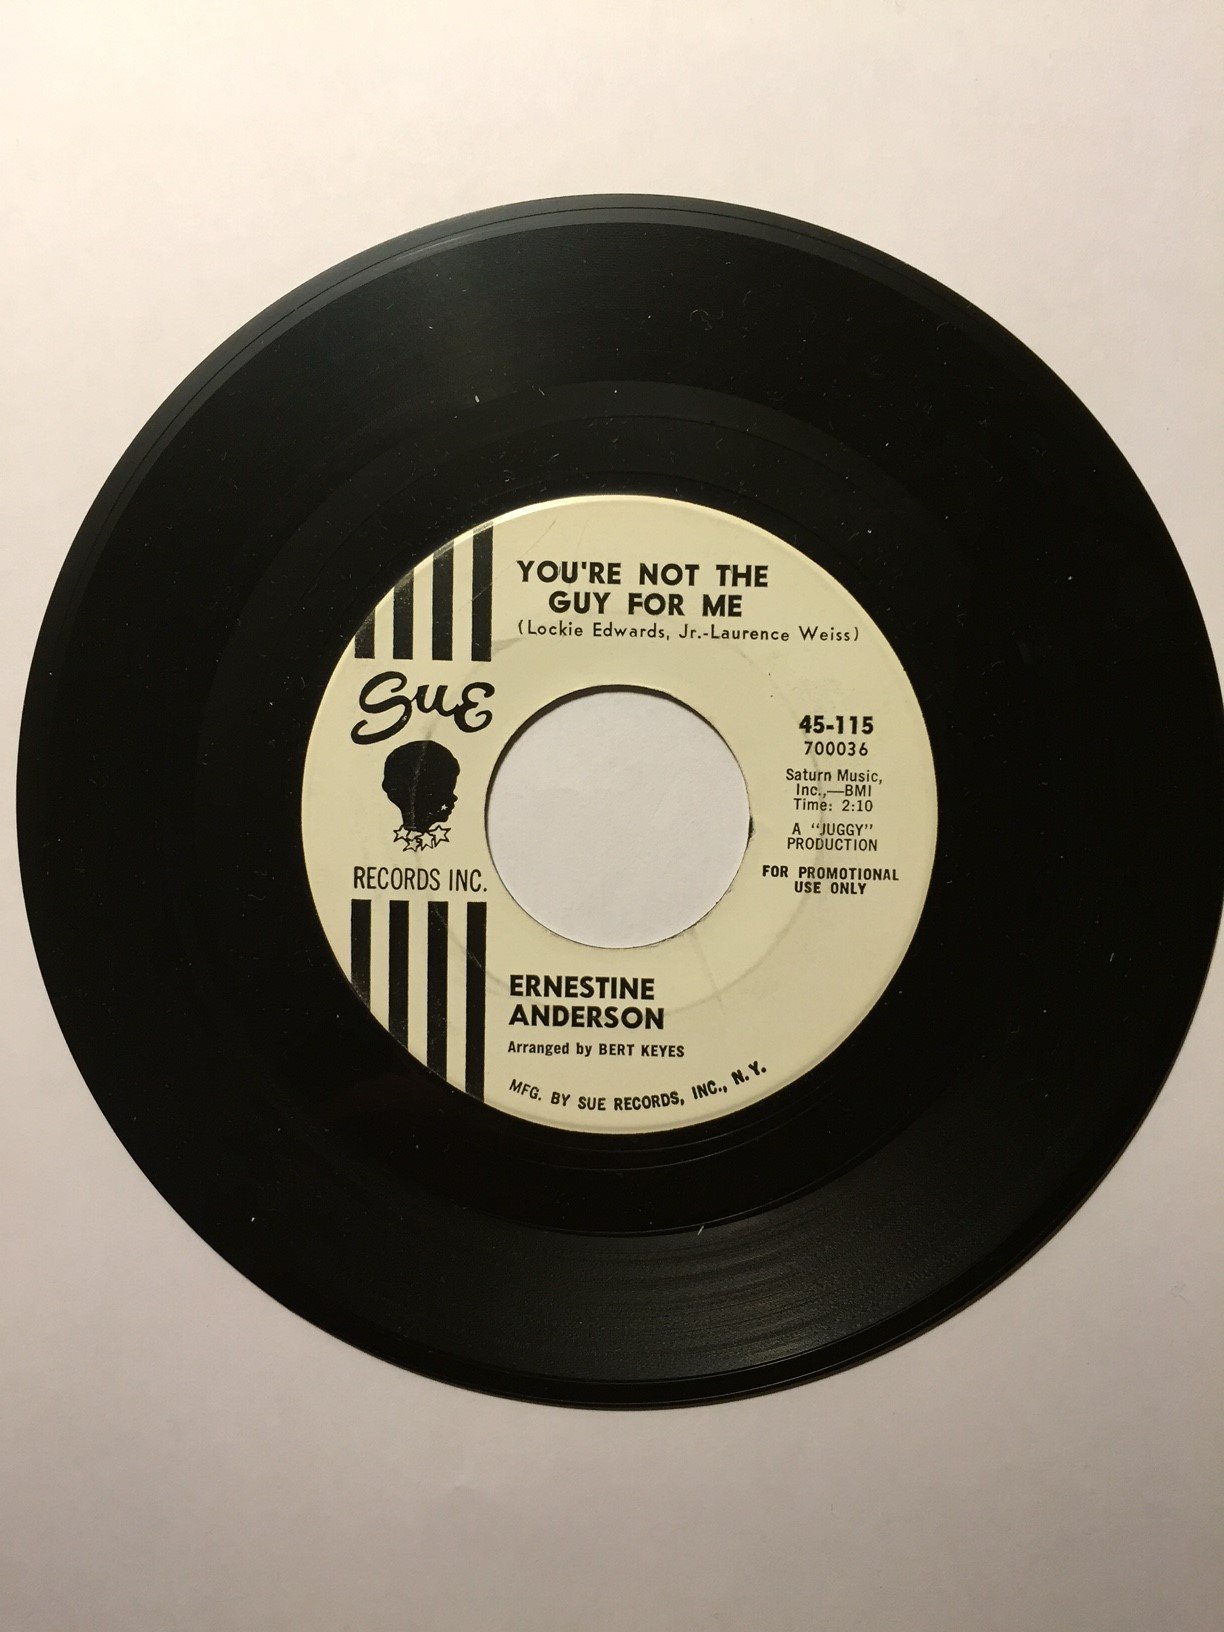 YOU'RE NOT THE
GUY FOR ME
(Lockie Edwards, Jr.-Laurence Weiss)
Sue
RECORDS INC.
45-115
700036
Saturn Music,
Inc.,—BMI
Time: 2:10
A "JUGGY"
PRODUCTION
FOR PROMOTIONAL
USE ONLY
ERNESTINE
ANDERSON
Arranged by BERT KEYES
MFG. BY SUE RECORDS, INC., N.Y.